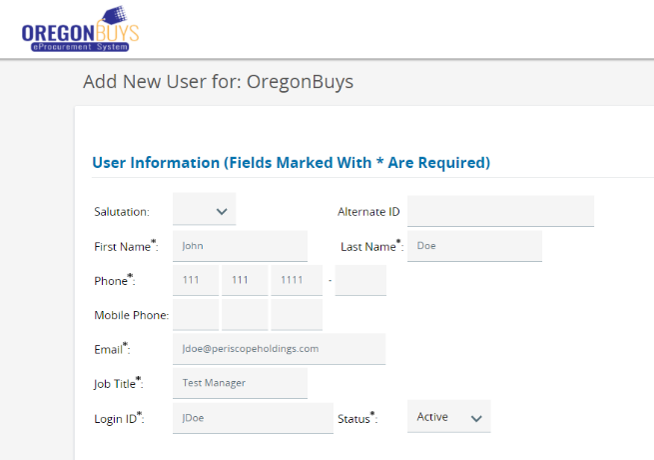 OREGONBUYS
eProcurement System
Add New User for: OregonBuys
User Information (Fields Marked With * Are Required)
Salutation: Alternate ID
First Name*: John Last Name*: Doe
Phone*: 111 111 1111 -
Mobile Phone:
Email*: Jdoe@periscopeholdings.com
Job Title*: Test Manager
Login ID*: JDoe Status*: Active